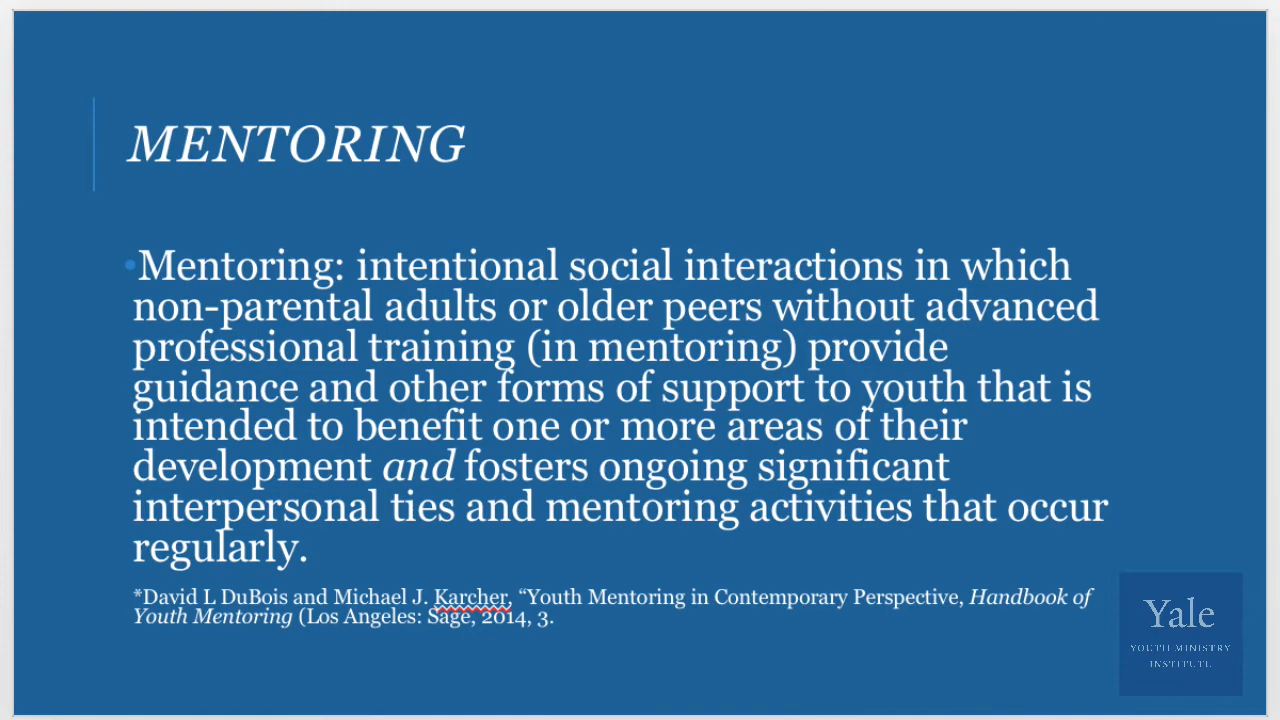 MENTORING
•Mentoring: intentional social interactions in which
non-parental adults or older peers without advanced
professional training (in mentoring) provide
guidance and other forms of support to youth that is
intended to benefit one or more areas of their
development and fosters ongoing significant
interpersonal ties and mentoring activities that occur
regularly.
*David L DuBois and Michael J. Karcher, “Youth Mentoring in Contemporary Perspective, Handbook of
Youth Mentoring (Los Angeles: Sage, 2014, 3.
Yale
YOUTH MINISTRY
INSTITUTE